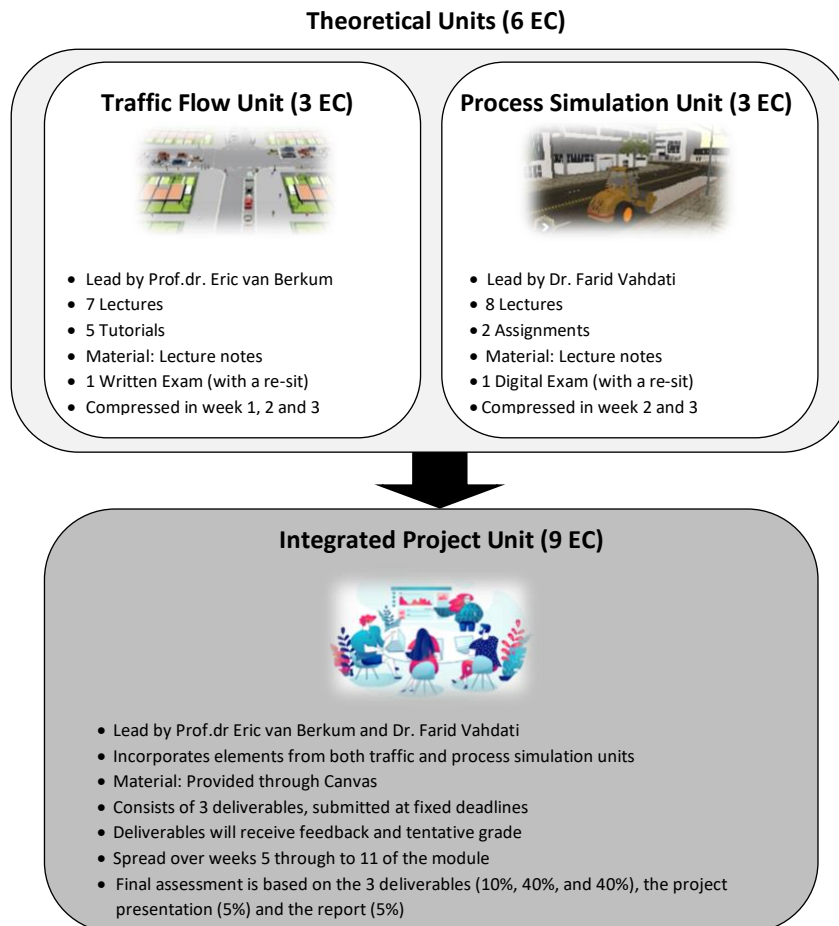 Theoretical Units (6 EC)
Traffic Flow Unit (3 EC)
• Lead by Prof.dr. Eric van Berkum
• 7 Lectures
• 5 Tutorials
• Material: Lecture notes
• 1 Written Exam (with a re-sit)
• Compressed in week 1, 2 and 3
Process Simulation Unit (3 EC)
• Lead by Dr. Farid Vahdati
• 8 Lectures
• 2 Assignments
• Material: Lecture notes
• 1 Digital Exam (with a re-sit)
• Compressed in week 2 and 3
Integrated Project Unit (9 EC)
• Lead by Prof.dr Eric van Berkum and Dr. Farid Vahdati
• Incorporates elements from both traffic and process simulation units
• Material: Provided through Canvas
• Consists of 3 deliverables, submitted at fixed deadlines
• Deliverables will receive feedback and tentative grade
• Spread over weeks 5 through to 11 of the module
• Final assessment is based on the 3 deliverables (10%, 40%, and 40%), the project
presentation (5%) and the report (5%)